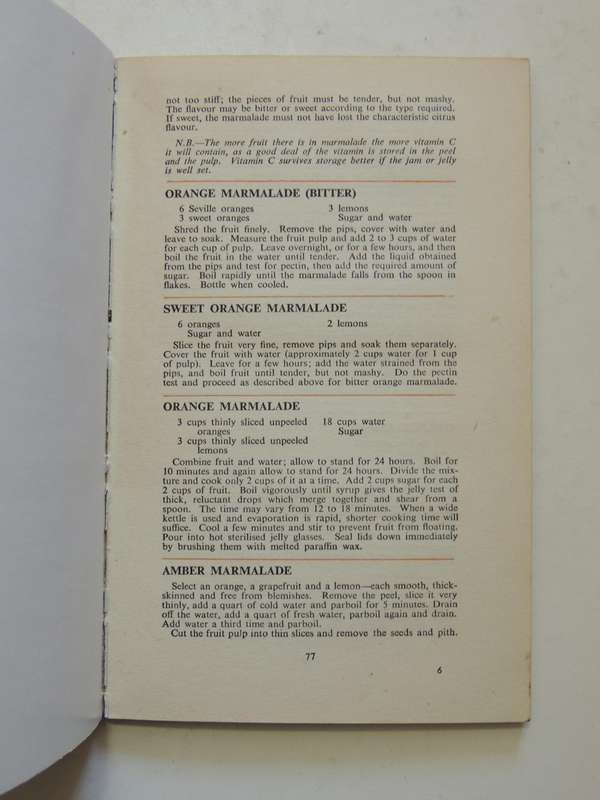 not too stiff; the pieces of fruit must be tender, but not mashy.
The flavour may be bitter or sweet according to the type required.
If sweet, the marmalade must not have lost the characteristic citrus
flavour.
N.B.—The more fruit there is in marmalade the more vitamin C
it will contain, as a good deal of the vitamin is stored in the peel
and the pulp. Vitamin C survives storage better if the jam or jelly
is well set.
ORANGE MARMALADE (BITTER)
6 Seville oranges 3 lemons
3 sweet oranges Sugar and water
Shred the fruit finely. Remove the pips, cover with water and
leave to soak. Measure the fruit pulp and add 2 to 3 cups of water
for each cup of pulp. Leave overnight, or for a few hours, and then
boil the fruit in the water until tender. Add the liquid obtained
from the pips and test for pectin, then add the required amount of
sugar. Boil rapidly until the marmalade falls from the spoon in
flakes. Bottle when cooled.
SWEET ORANGE MARMALADE
6 oranges 2 lemons
Sugar and water
Slice the fruit very fine, remove pips and soak them separately.
Cover the fruit with water (approximately 2 cups water for 1 cup
of pulp). Leave for a few hours; add the water strained from the
pips, and boil fruit until tender, but not mashy. Do the pectin
test and proceed as described above for bitter orange marmalade.
ORANGE MARMALADE
3 cups thinly sliced unpeeled 18 cups water
oranges Sugar
3 cups thinly sliced unpeeled
lemons
Combine fruit and water; allow to stand for 24 hours. Boil for
10 minutes and again allow to stand for 24 hours. Divide the mix-
ture and cook only 2 cups of it at a time. Add 2 cups sugar for each
2 cups of fruit. Boil vigorously until syrup gives the jelly test of
thick, reluctant drops which merge together and shear from a
spoon. The time may vary from 12 to 18 minutes. When a wide
kettle is used and evaporation is rapid, shorter cooking time will
suffice. Cool a few minutes and stir to prevent fruit from floating.
Pour into hot sterilised jelly glasses. Seal lids down immediately
by brushing them with melted paraffin wax.
AMBER MARMALADE
Select an orange, a grapefruit and a lemon—each smooth, thick-
skinned and free from blemishes. Remove the peel, slice it very
thinly, add a quart of cold water and parboil for 5 minutes. Drain
off the water, add a quart of fresh water, parboil again and drain.
Add water a third time and parboil.
Cut the fruit pulp into thin slices and remove the seeds and pith.
77
6